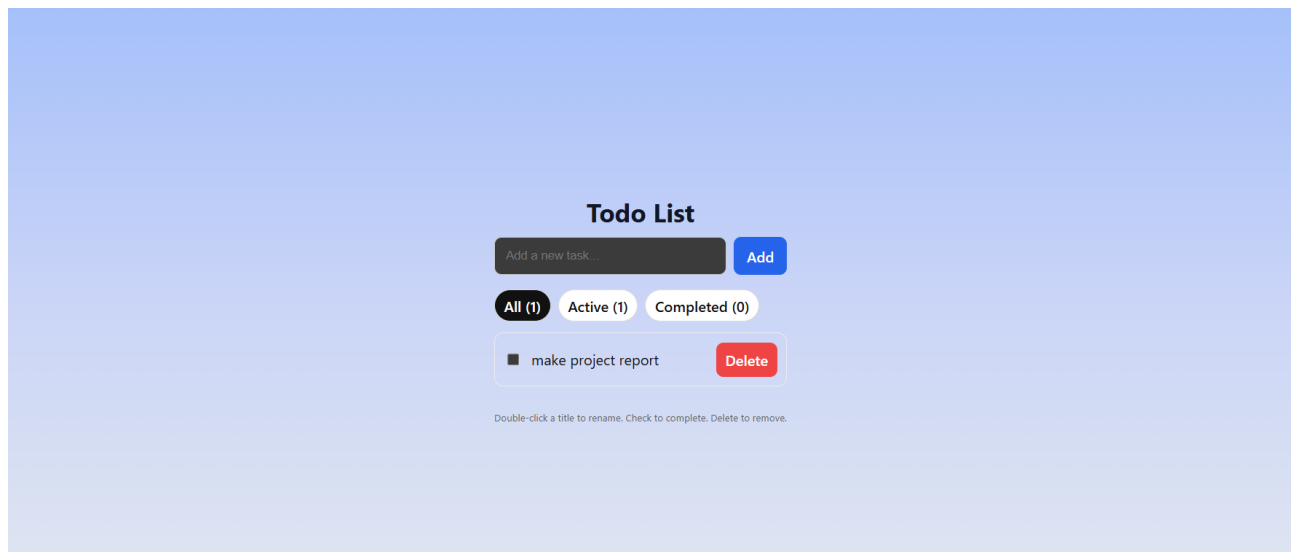 Todo List
Add a new task...
Add
All (1)
Active (1)
Completed (0)
make project report
Delete
Double-click a title to rename. Check to complete. Delete to remove.